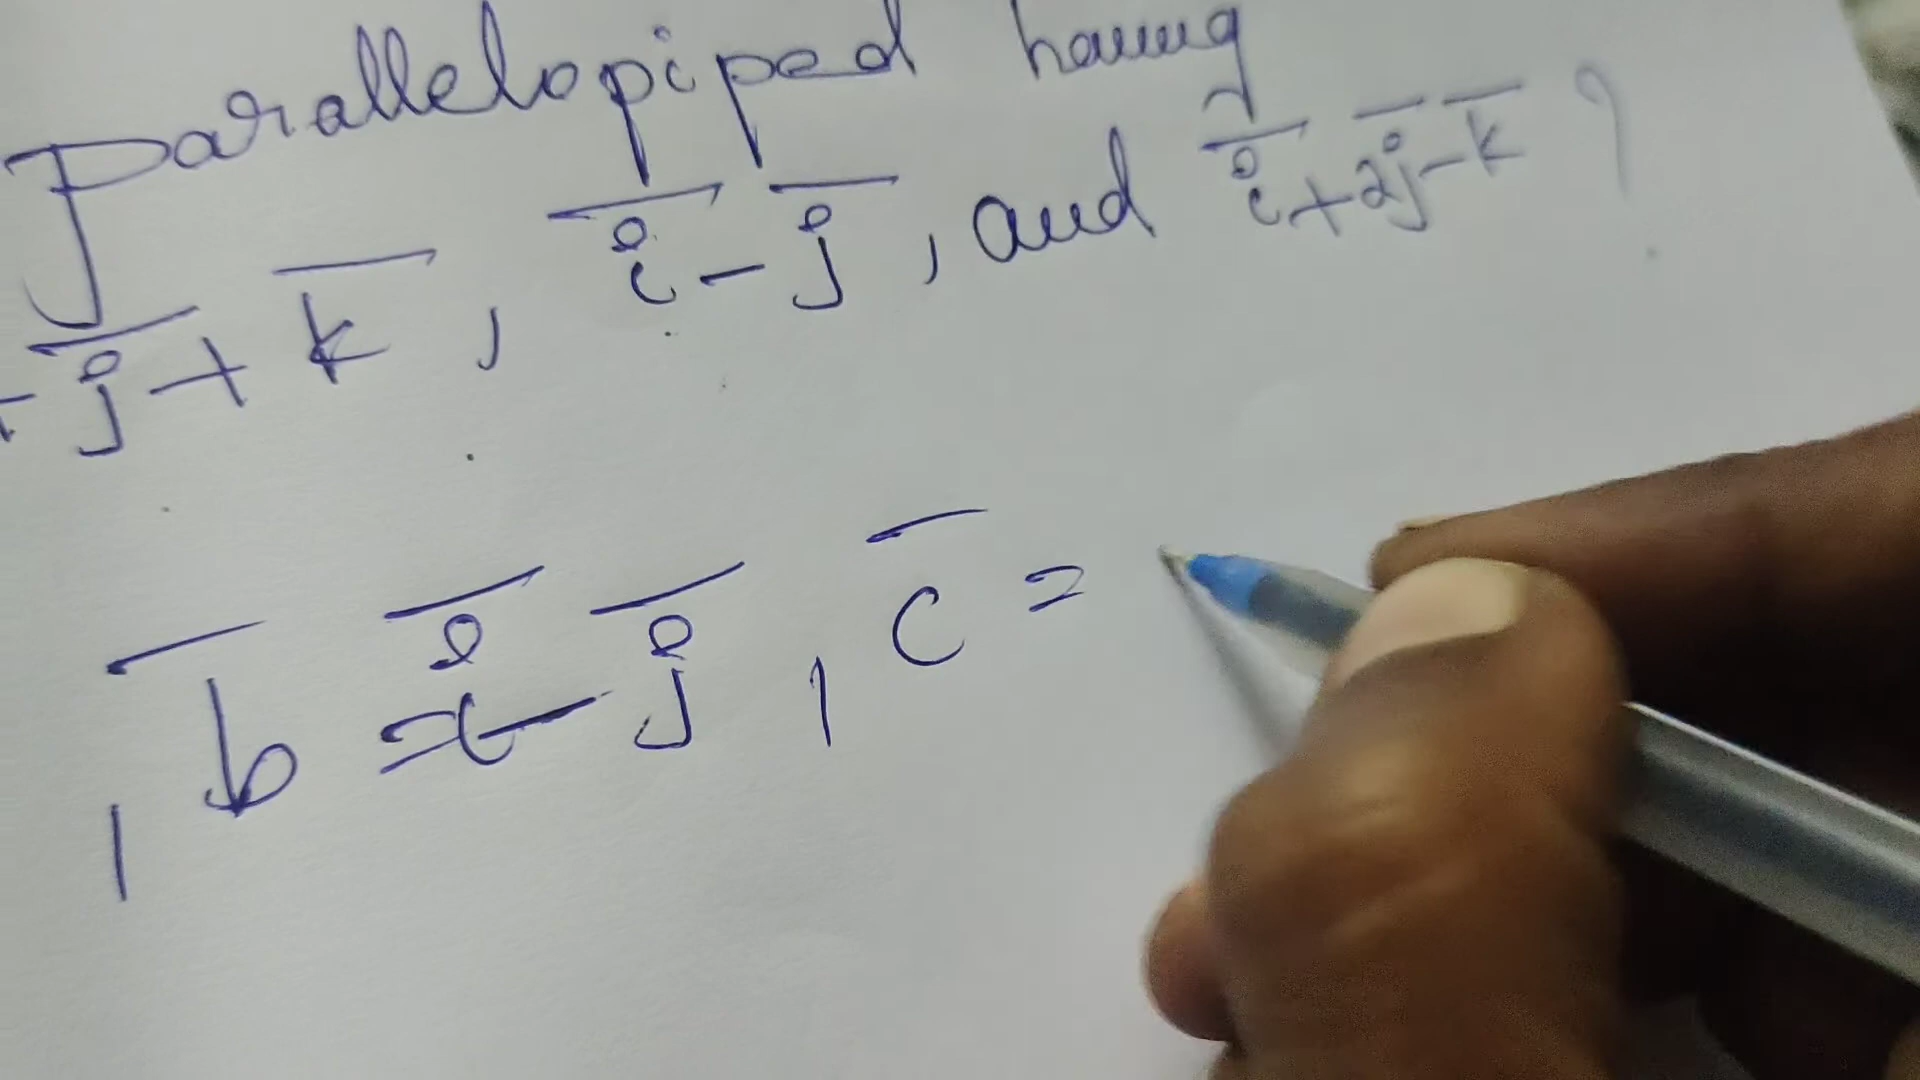 Parallelopiped having
j̅ + k̅ , i̅ - j̅ , and i̅ + 2j̅ - k̅ ?
, b̅ = i̅ - j̅ , c̅ =